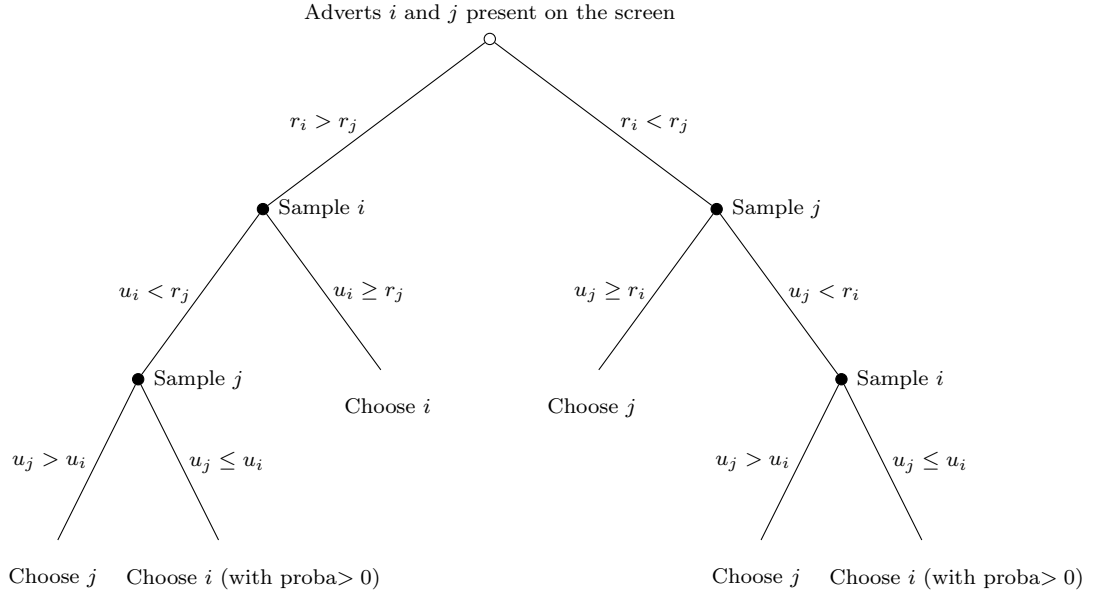 Adverts i and j present on the screen
r_i > r_j
r_i < r_j
Sample i
Sample j
u_i < r_j
u_i ≥ r_j
u_j ≥ r_i
u_j < r_i
Sample j
Sample i
Choose i
Choose j
u_j > u_i
u_j ≤ u_i
u_j > u_i
u_j ≤ u_i
Choose j
Choose i (with proba> 0)
Choose j
Choose i (with proba> 0)